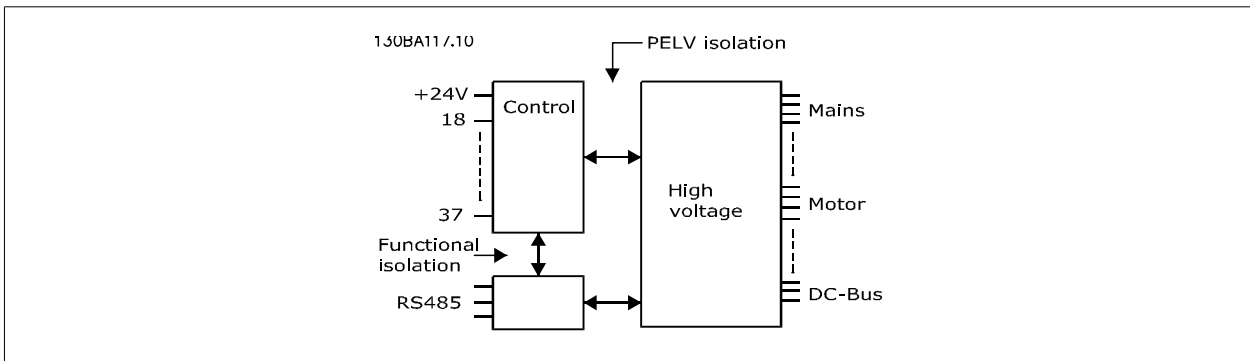 130BA117.10
PELV isolation
+24V
Control
18
Mains
High
voltage
37
Motor
Functional
isolation
RS485
DC-Bus